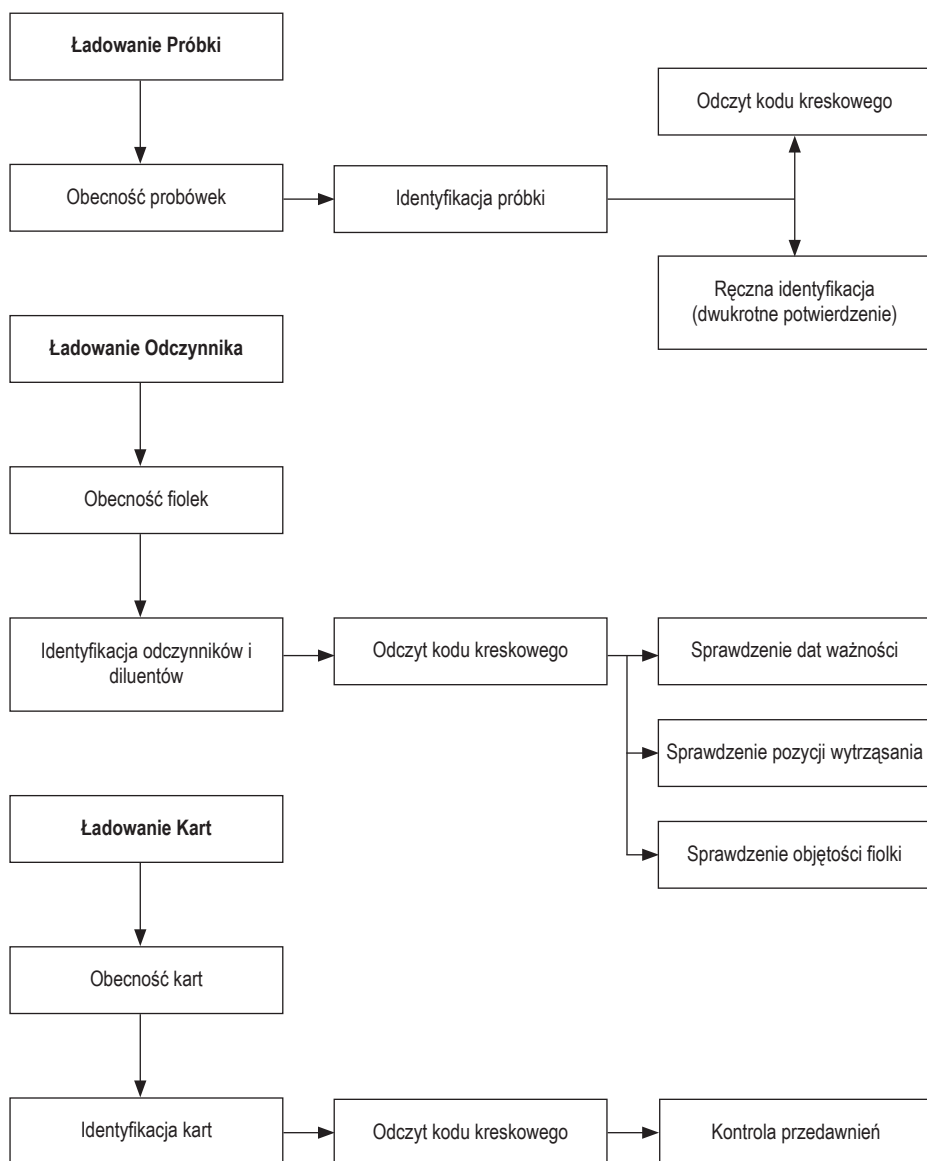 Ładowanie Próbki
Odczyt kodu kreskowego
Obecność probówek
Identyfikacja próbki
Ręczna identyfikacja
(dwukrotne potwierdzenie)
Ładowanie Odczynnika
Obecność fiolek
Identyfikacja odczynników i
diluentów
Odczyt kodu kreskowego
Sprawdzenie dat ważności
Sprawdzenie pozycji wytrząsania
Sprawdzenie objętości fiolki
Ładowanie Kart
Obecność kart
Identyfikacja kart
Odczyt kodu kreskowego
Kontrola przedawnień